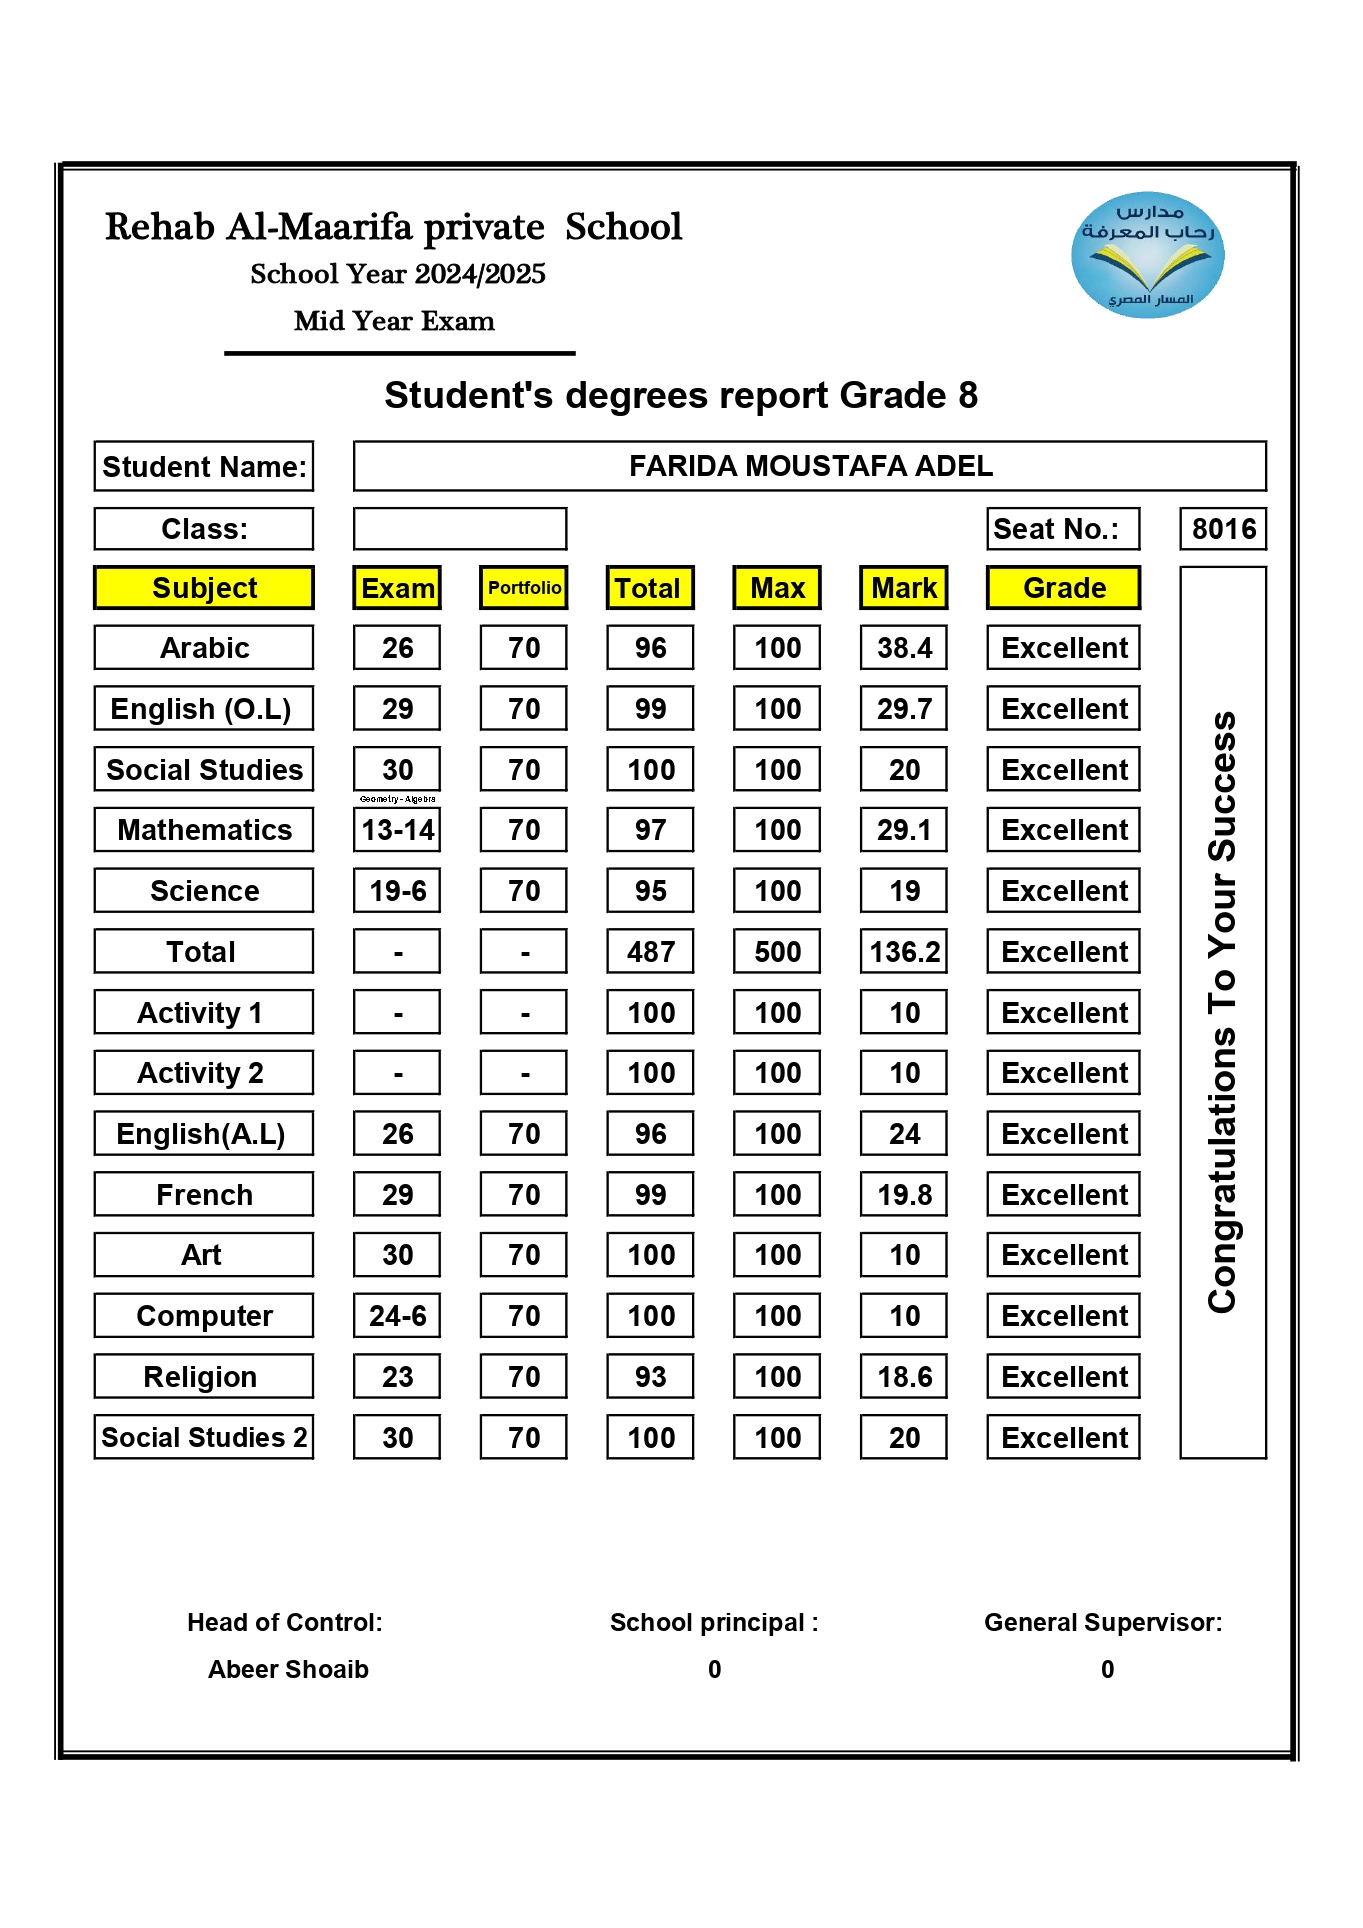 Rehab Al-Maarifa private School
School Year 2024/2025
Mid Year Exam
مدارس
رحاب المعرفة
المسار المصري
Student's degrees report Grade 8
Student Name: FARIDA MOUSTAFA ADEL
Class: Seat No.: 8016
Subject Exam Portfolio Total Max Mark Grade
Arabic 26 70 96 100 38.4 Excellent
English (O.L) 29 70 99 100 29.7 Excellent
Social Studies 30 70 100 100 20 Excellent
Geometry - Algebra
Mathematics 13-14 70 97 100 29.1 Excellent
Science 19-6 70 95 100 19 Excellent
Total - - 487 500 136.2 Excellent
Activity 1 - - 100 100 10 Excellent
Activity 2 - - 100 100 10 Excellent
English(A.L) 26 70 96 100 24 Excellent
French 29 70 99 100 19.8 Excellent
Art 30 70 100 100 10 Excellent
Computer 24-6 70 100 100 10 Excellent
Religion 23 70 93 100 18.6 Excellent
Social Studies 2 30 70 100 100 20 Excellent
Congratulations To Your Success
Head of Control: School principal : General Supervisor:
Abeer Shoaib 0 0